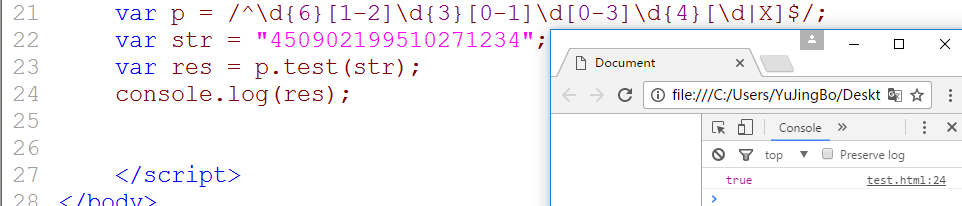 21 var p = /^\d{6}[1-2]\d{3}[0-1]\d[0-3]\d{4}[\d|X]$/;
22 var str = "450902199510271234";
23 var res = p.test(str);
24 console.log(res);
25
26
27 </script>
28 </body>
Document
file:///C:/Users/YuJingBo/Deskt
Console
top
Preserve log
true test.html:24